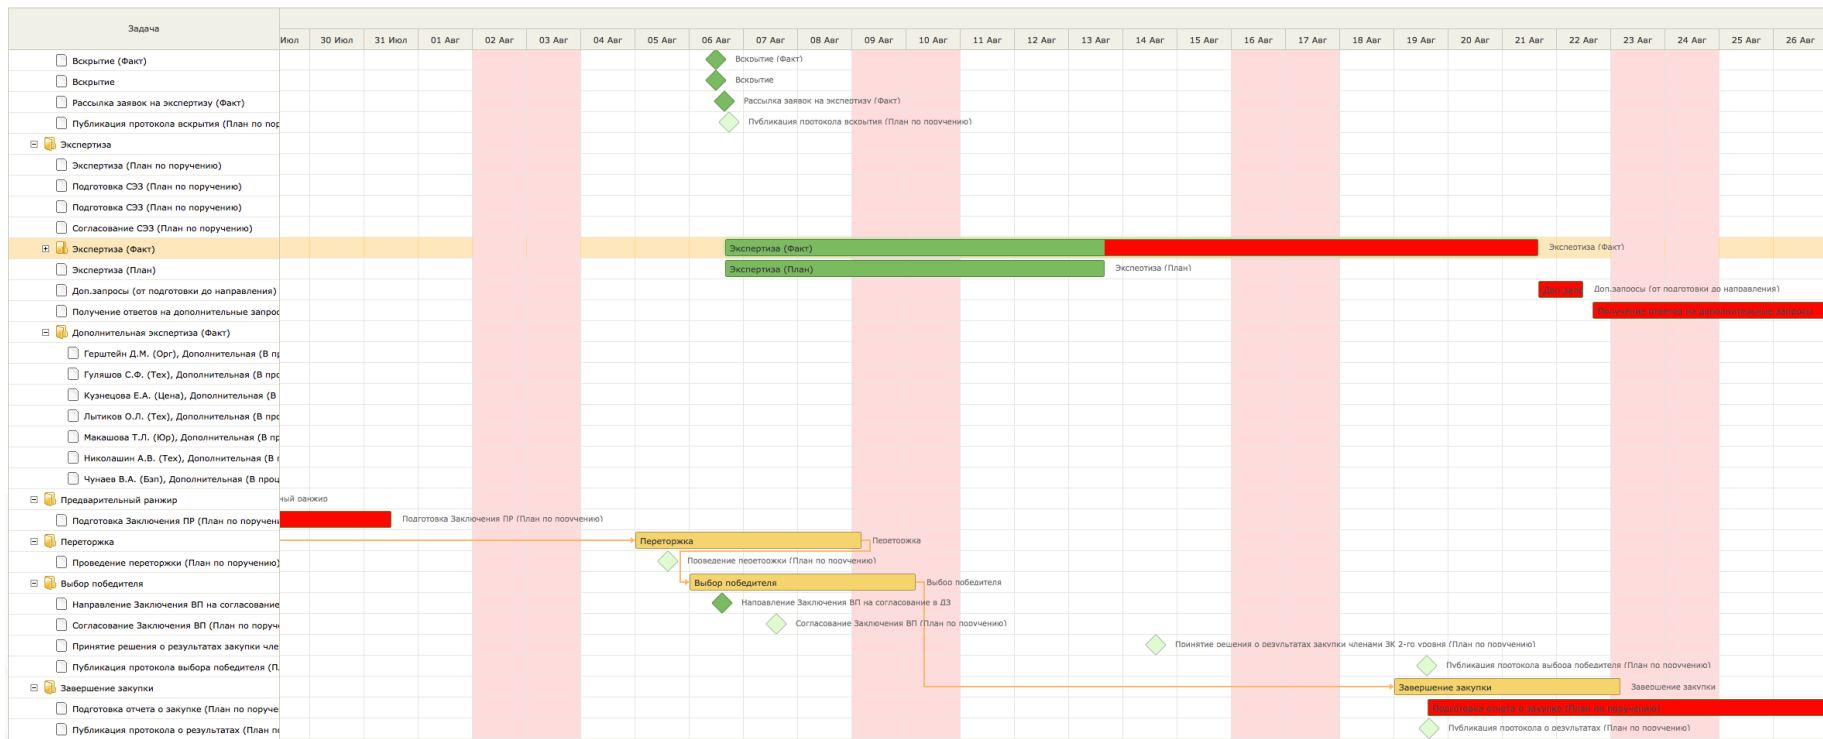 Задача
Июл 30 Июл 31 Июл 01 Авг 02 Авг 03 Авг 04 Авг 05 Авг 06 Авг 07 Авг 08 Авг 09 Авг 10 Авг 11 Авг 12 Авг 13 Авг 14 Авг 15 Авг 16 Авг 17 Авг 18 Авг 19 Авг 20 Авг 21 Авг 22 Авг 23 Авг 24 Авг 25 Авг 26 Авг
Вскрытие (Факт) Вскрытие (Факт)
Вскрытие Вскрытие
Рассылка заявок на экспертизу (Факт) Рассылка заявок на экспертизу (Факт)
Публикация протокола вскрытия (План по пор Публикация протокола вскрытия (План по поручению)
Экспертиза
Экспертиза (План по поручению)
Подготовка СЭЗ (План по поручению)
Подготовка СЭЗ (План по поручению)
Согласование СЭЗ (План по поручению)
Экспертиза (Факт) Экспертиза (Факт) Экспертиза (Факт)
Экспертиза (План) Экспертиза (План) Экспертиза (План)
Доп.запросы (от подготовки до направления) Доп.запр Доп.запросы (от подготовки до направления)
Получение ответов на дополнительные запрос Получение ответов на дополнительные запросы
Дополнительная экспертиза (Факт)
Герштейн Д.М. (Орг), Дополнительная (В пр
Гуляшов С.Ф. (Тех), Дополнительная (В про
Кузнецова Е.А. (Цена), Дополнительная (В
Лытиков О.Л. (Тех), Дополнительная (В про
Макашова Т.Л. (Юр), Дополнительная (В пр
Николашин А.В. (Тех), Дополнительная (В п
Чунаев В.А. (Бэп), Дополнительная (В проц
Предварительный ранжир ный ранжир
Подготовка Заключения ПР (План по поручени Подготовка Заключения ПР (План по поручению)
Переторжка Переторжка Переторжка
Проведение переторжки (План по поручению) Проведение переторжки (План по поручению)
Выбор победителя Выбор победителя Выбор победителя
Направление Заключения ВП на согласование Направление Заключения ВП на согласование в ДЗ
Согласование Заключения ВП (План по поруч Согласование Заключения ВП (План по поручению)
Принятие решения о результатах закупки чле Принятие решения о результатах закупки членами ЗК 2-го уровня (План по поручению)
Публикация протокола выбора победителя (П Публикация протокола выбора победителя (План по поручению)
Завершение закупки Завершение закупки Завершение закупки
Подготовка отчета о закупке (План по поруче Подготовка отчета о закупке (План по поручению)
Публикация протокола о результатах (План п Публикация протокола о результатах (План по поручению)